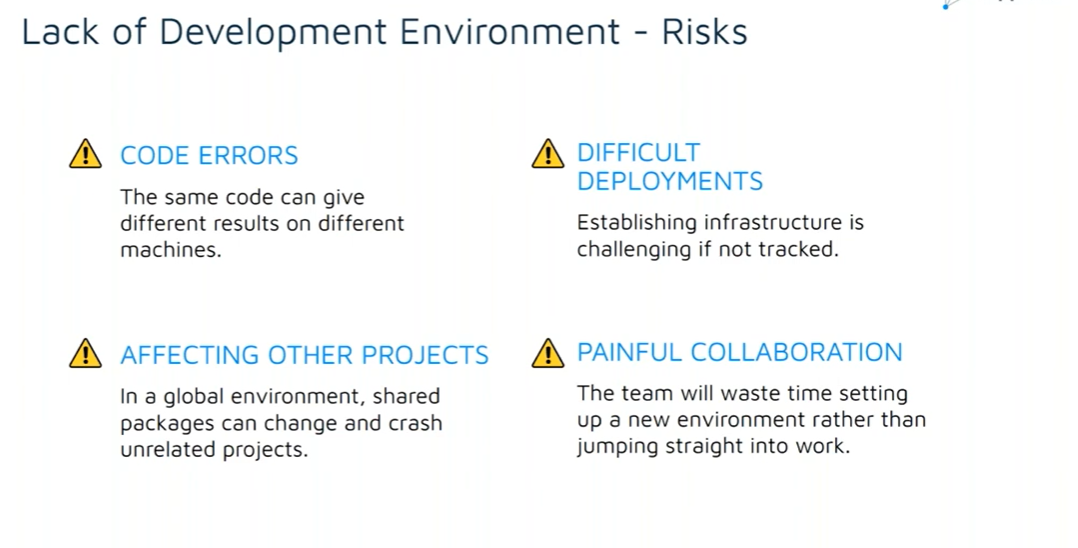 Lack of Development Environment - Risks
CODE ERRORS
The same code can give
different results on different
machines.
DIFFICULT
DEPLOYMENTS
Establishing infrastructure is
challenging if not tracked.
AFFECTING OTHER PROJECTS
In a global environment, shared
packages can change and crash
unrelated projects.
PAINFUL COLLABORATION
The team will waste time setting
up a new environment rather than
jumping straight into work.